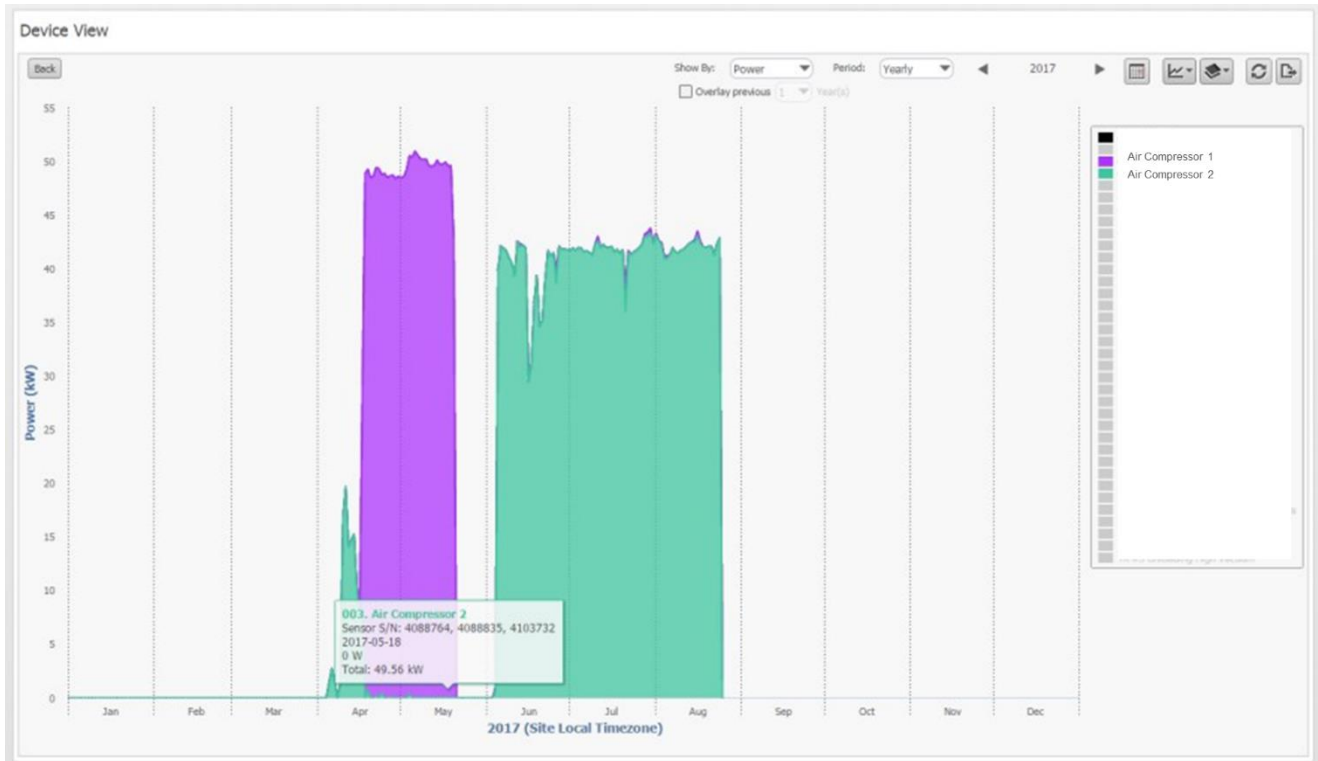 Device View
Back
Show By: Power Period: Yearly 2017
Overlay previous 1 Year(s)
55
50
45
40
35
30
25
20
15
10
5
0
Power (kW)
Air Compressor 1
Air Compressor 2
003. Air Compressor 2
Sensor S/N: 4088764, 4088835, 4103732
2017-05-18
0 W
Total: 49.56 kW
Jan Feb Mar Apr May Jun Jul Aug Sep Oct Nov Dec
2017 (Site Local Timezone)